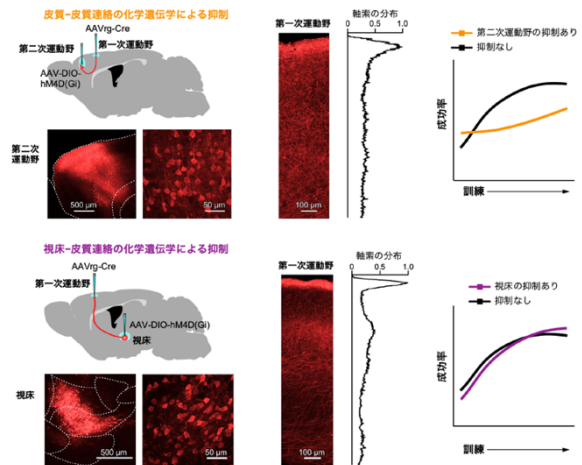 皮質−皮質連絡の化学遺伝学による抑制
AAVrg-Cre
第二次運動野
第一次運動野
AAV-DIO-
hM4D(Gi)
第二次
運動野
500 µm
50 µm
第一次運動野
100 µm
軸索の分布
0
0.5
1.0
第二次運動野の抑制あり
抑制なし
成功率
訓練
視床−皮質連絡の化学遺伝学による抑制
AAVrg-Cre
第一次運動野
AAV-DIO-hM4D(Gi)
視床
視床
500 µm
50 µm
第一次運動野
100 µm
軸索の分布
0
0.5
1.0
視床の抑制あり
抑制なし
成功率
訓練